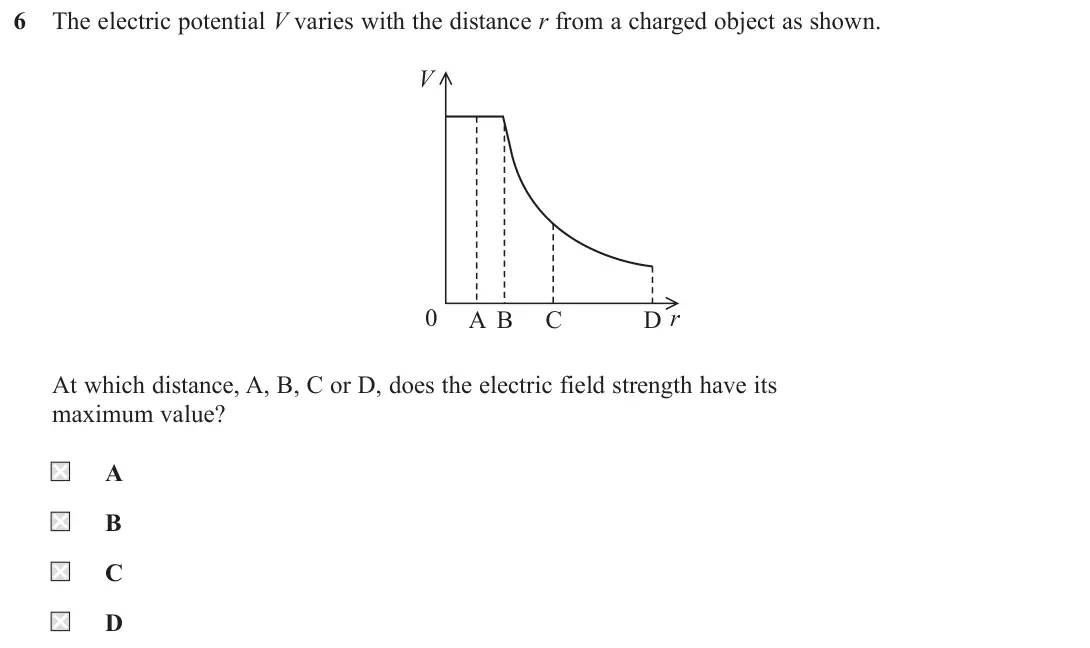 6 The electric potential V varies with the distance r from a charged object as shown.
V
0 A B C D r
At which distance, A, B, C or D, does the electric field strength have its
maximum value?
A
B
C
D